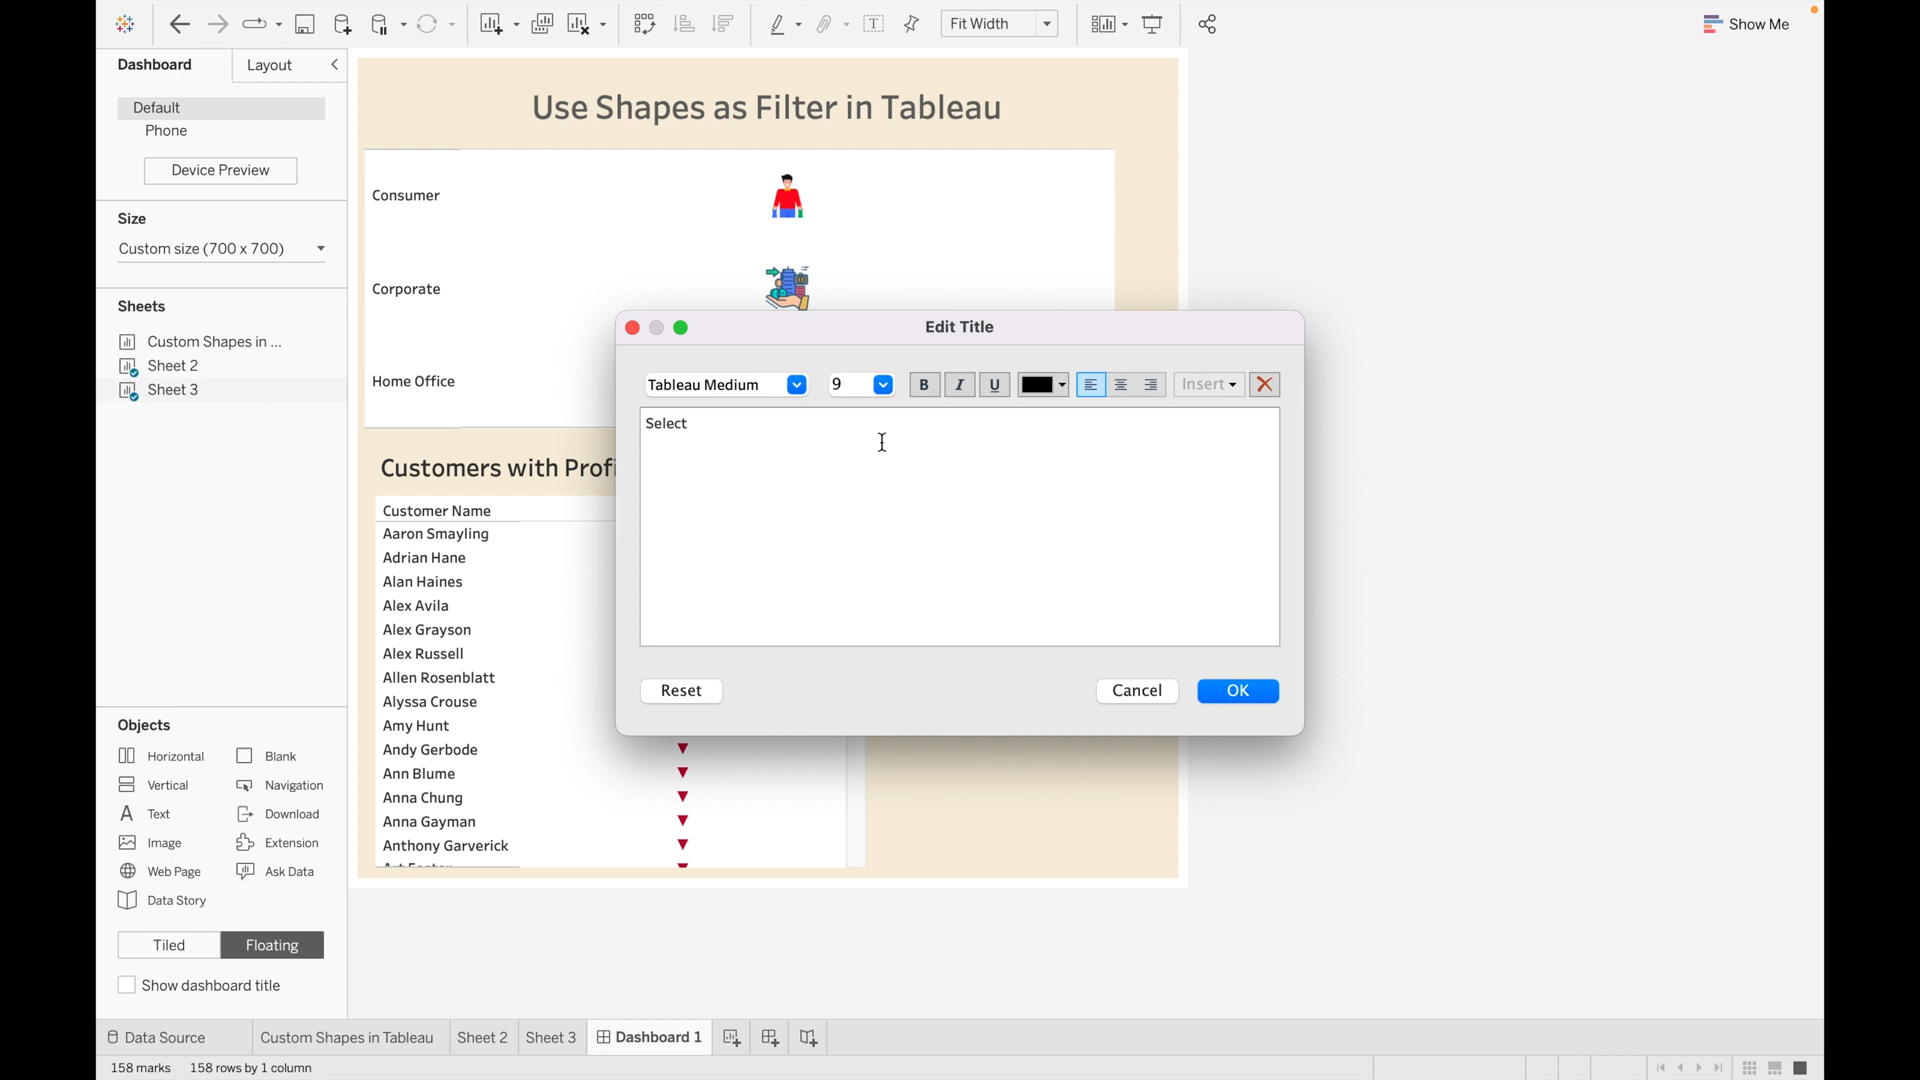 Fit Width
Show Me
Dashboard
Layout
Default
Phone
Device Preview
Size
Custom size (700 x 700)
Sheets
Custom Shapes in ...
Sheet 2
Sheet 3
Objects
Horizontal
Blank
Vertical
Navigation
Text
Download
Image
Extension
Web Page
Ask Data
Data Story
Tiled
Floating
Show dashboard title
Use Shapes as Filter in Tableau
Consumer
Corporate
Home Office
Customers with Profi
Customer Name
Aaron Smayling
Adrian Hane
Alan Haines
Alex Avila
Alex Grayson
Alex Russell
Allen Rosenblatt
Alyssa Crouse
Amy Hunt
Andy Gerbode
Ann Blume
Anna Chung
Anna Gayman
Anthony Garverick
Edit Title
Tableau Medium
9
B
I
U
Insert
Select
Reset
Cancel
OK
Data Source
Custom Shapes in Tableau
Sheet 2
Sheet 3
Dashboard 1
158 marks
158 rows by 1 column